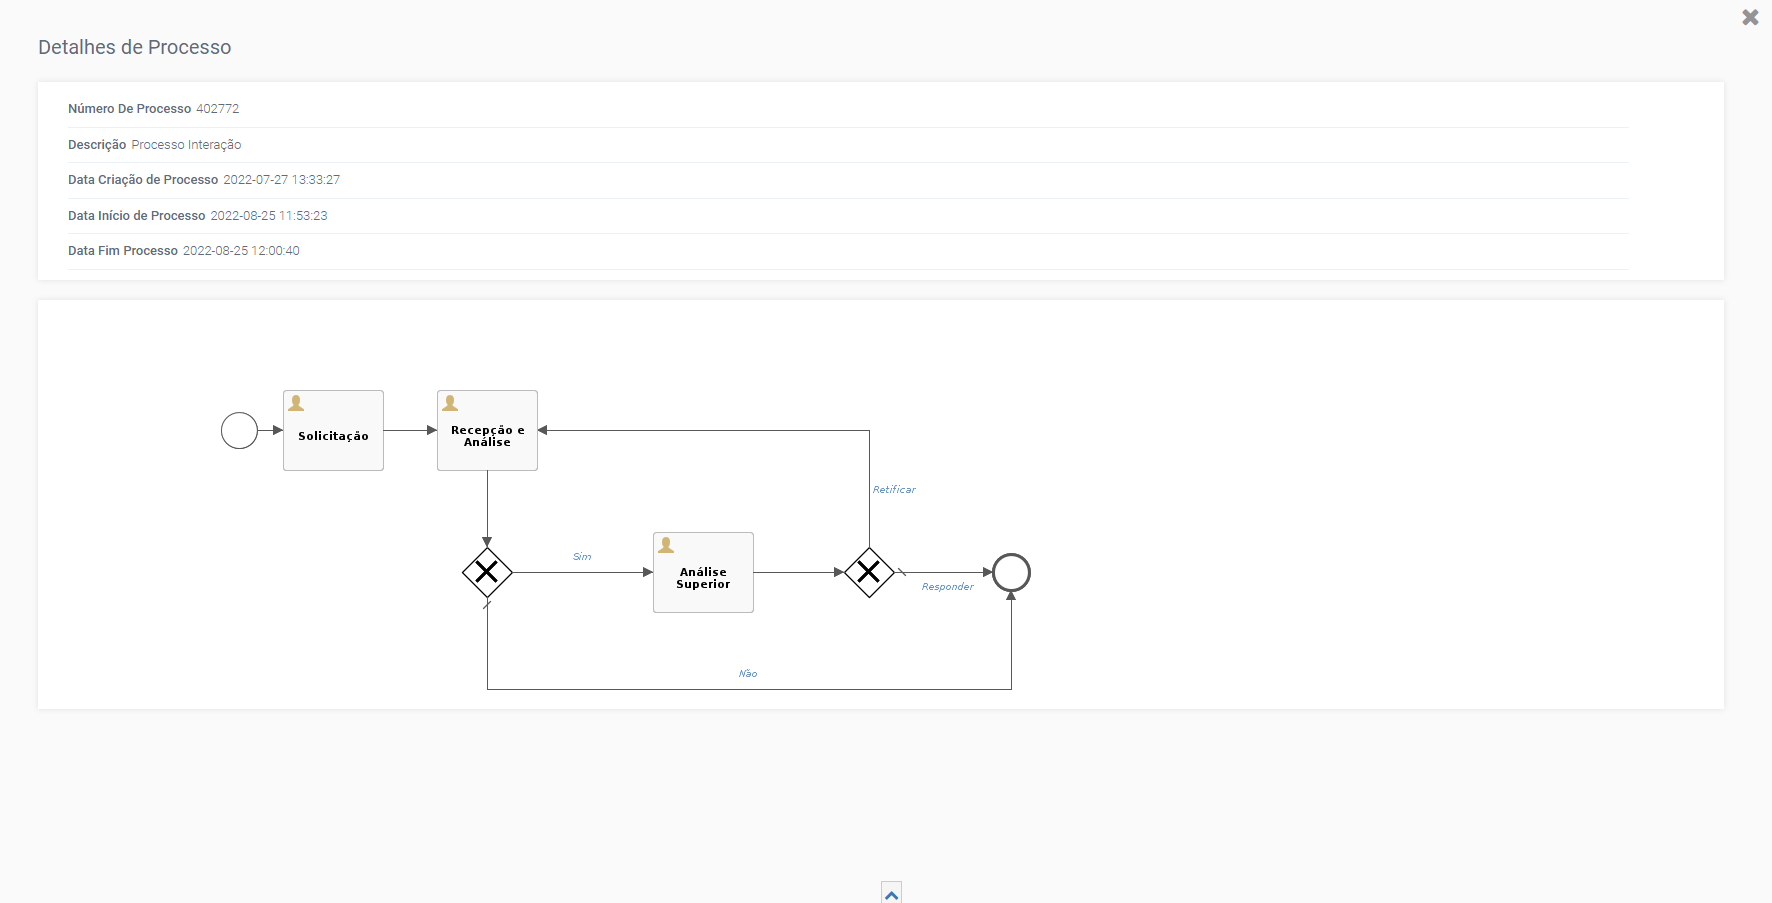 Detalhes de Processo
Número De Processo 402772
Descrição Processo Interação
Data Criação de Processo 2022-07-27 13:33:27
Data Início de Processo 2022-08-25 11:53:23
Data Fim Processo 2022-08-25 12:00:40
Solicitação
Recepção e
Análise
Retificar
Sim
Análise
Superior
Responder
Não